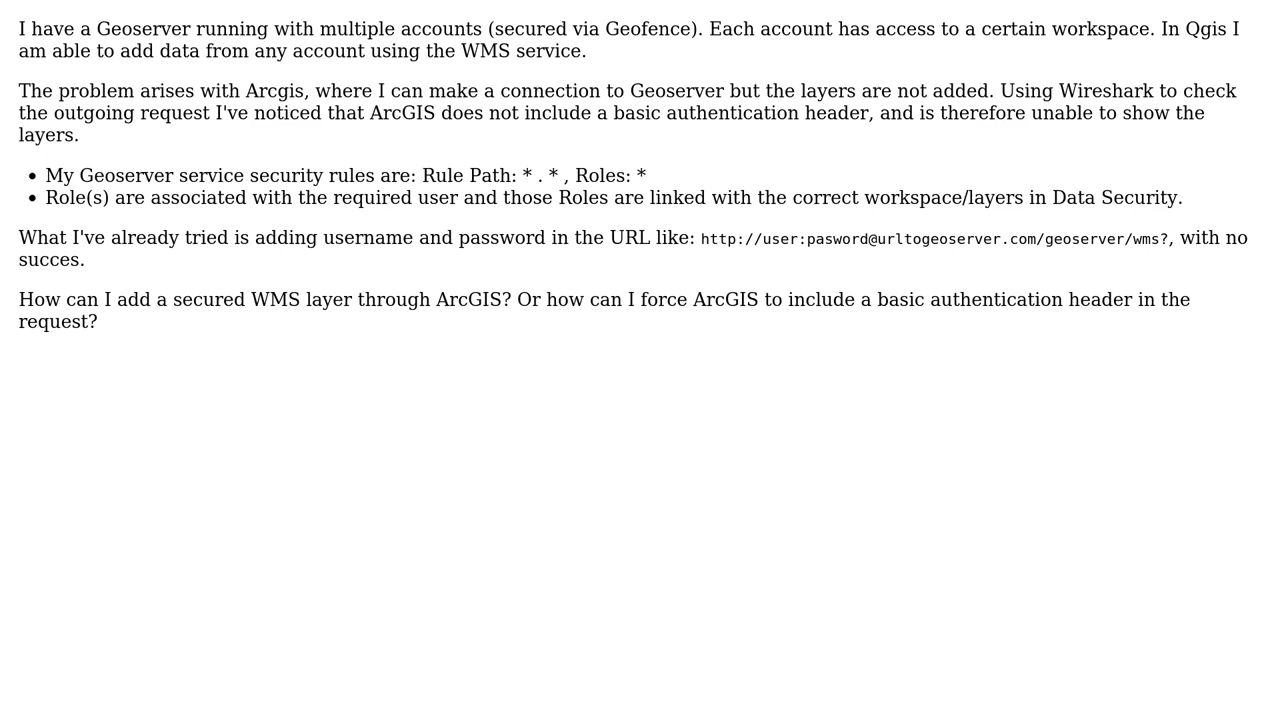 I have a Geoserver running with multiple accounts (secured via Geofence). Each account has access to a certain workspace. In Qgis I
am able to add data from any account using the WMS service.
The problem arises with Arcgis, where I can make a connection to Geoserver but the layers are not added. Using Wireshark to check
the outgoing request I've noticed that ArcGIS does not include a basic authentication header, and is therefore unable to show the
layers.
• My Geoserver service security rules are: Rule Path: * . * , Roles: *
• Role(s) are associated with the required user and those Roles are linked with the correct workspace/layers in Data Security.
What I've already tried is adding username and password in the URL like: http://user:pasword@urltogeoserver.com/geoserver/wms?, with no
succes.
How can I add a secured WMS layer through ArcGIS? Or how can I force ArcGIS to include a basic authentication header in the
request?